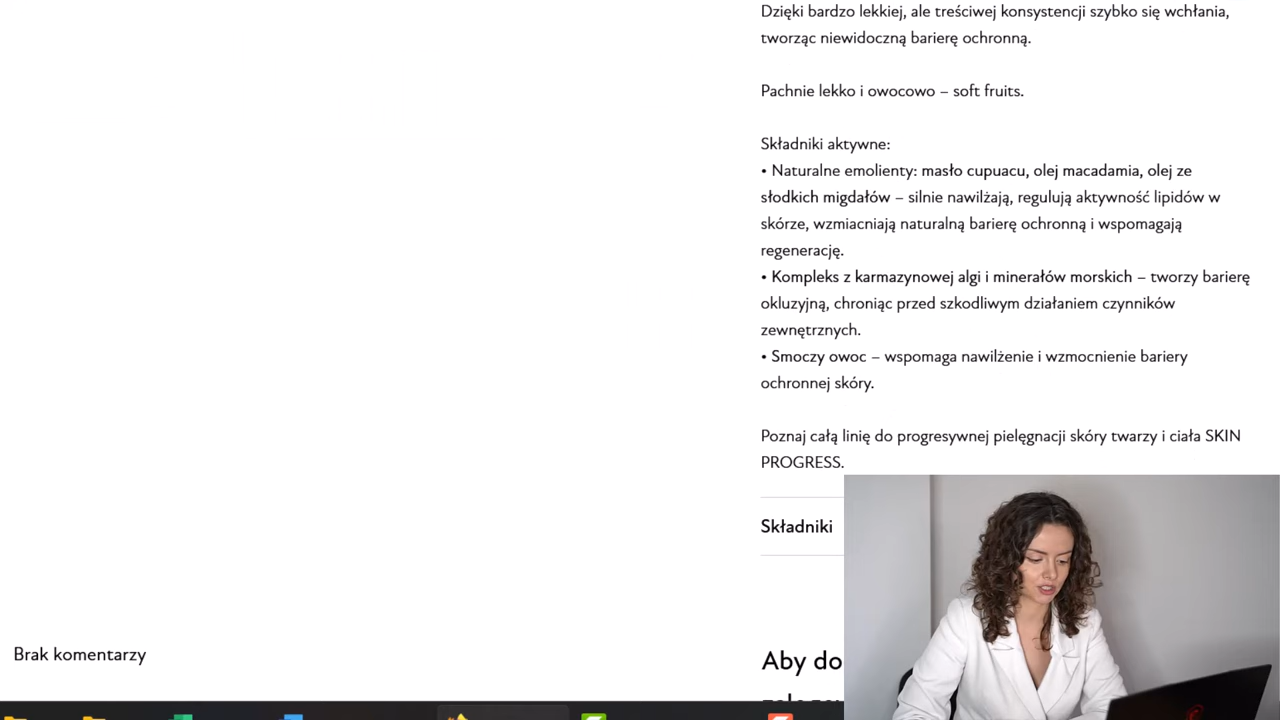 Dzięki bardzo lekkiej, ale treściwej konsystencji szybko się wchłania,
tworząc niewidoczną barierę ochronną.
Pachnie lekko i owocowo – soft fruits.
Składniki aktywne:
• Naturalne emolienty: masło cupuacu, olej macadamia, olej ze
słodkich migdałów – silnie nawilżają, regulują aktywność lipidów w
skórze, wzmacniają naturalną barierę ochronną i wspomagają
regenerację.
• Kompleks z karmazynowej algi i minerałów morskich – tworzy barierę
okluzyjną, chroniąc przed szkodliwym działaniem czynników
zewnętrznych.
• Smoczy owoc – wspomaga nawilżenie i wzmocnienie bariery
ochronnej skóry.
Poznaj całą linię do progresywnej pielęgnacji skóry twarzy i ciała SKIN
PROGRESS.
Składniki
Brak komentarzy
Aby do